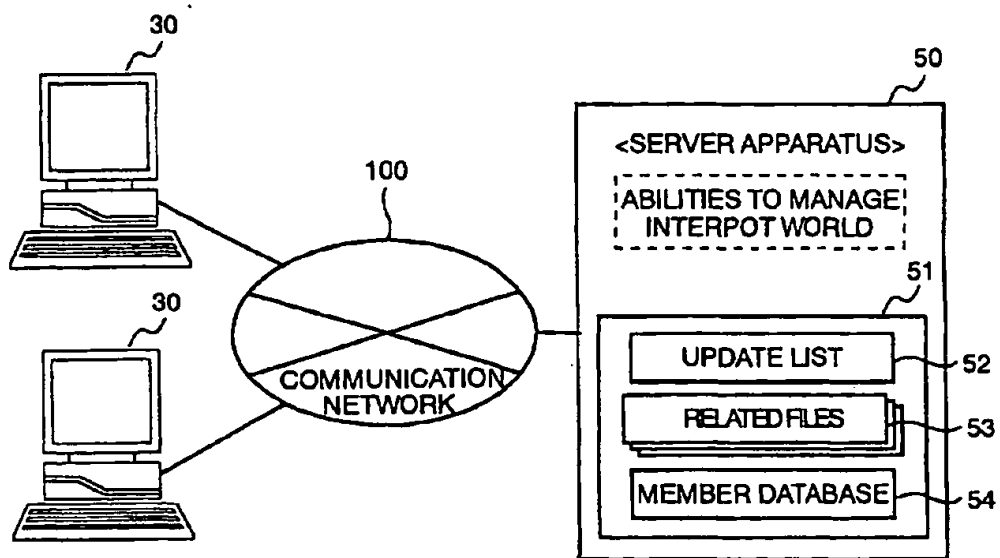 30
50
<SERVER APPARATUS>
100
ABILITIES TO MANAGE
INTERPOT WORLD
30
51
UPDATE LIST
52
COMMUNICATION
NETWORK
RELATED FILES
53
MEMBER DATABASE
54